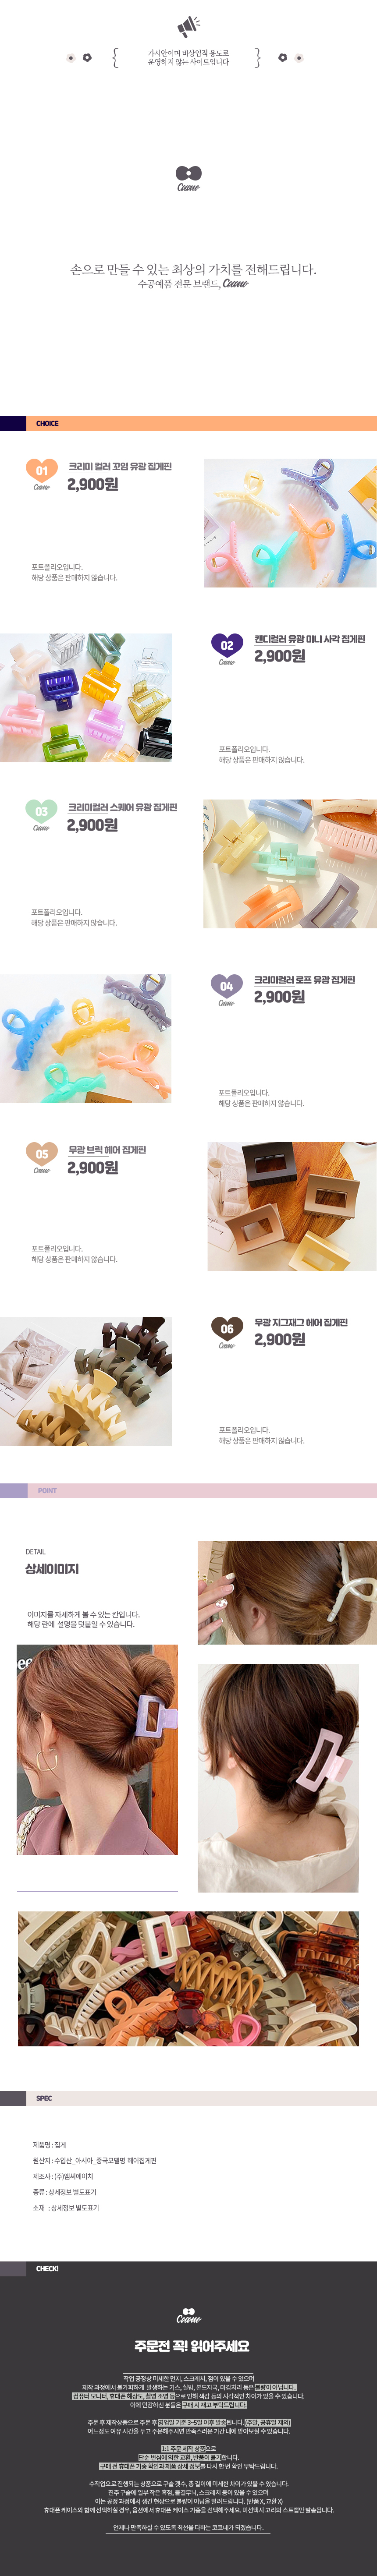 가시안이며 비상업적 용도로
운영하지 않는 사이트입니다
Cocour
손으로 만들 수 있는 최상의 가치를 전해드립니다.
수공예품 전문 브랜드,
CHOICE
01
크리미 컬러 꼬임 유광 집게핀
2,900원
포트폴리오입니다.
해당 상품은 판매하지 않습니다.
02
캔디컬러 유광 미니 사각 집게핀
2,900원
포트폴리오입니다.
해당 상품은 판매하지 않습니다.
03
크리미컬러 스퀘어 유광 집게핀
2,900원
포트폴리오입니다.
해당 상품은 판매하지 않습니다.
04
크리미컬러 로프 유광 집게핀
2,900원
포트폴리오입니다.
해당 상품은 판매하지 않습니다.
05
무광 브릭 헤어 집게핀
2,900원
포트폴리오입니다.
해당 상품은 판매하지 않습니다.
06
무광 지그재그 헤어 집게핀
2,900원
포트폴리오입니다.
해당 상품은 판매하지 않습니다.
POINT
DETAIL
상세이미지
이미지를 자세하게 볼 수 있는 칸입니다.
해당 란에 설명을 덧붙일 수 있습니다.
SPEC
제품명 : 집게
원산지 : 수입산_아시아_중국모델명 헤어집게핀
제조사 : (주)엠씨에이치
종류 : 상세정보 별도표기
소재 : 상세정보 별도표기
CHECK!
주문전 꼭! 읽어주세요
작업 공정상 미세한 먼지, 스크래치, 점이 있을 수 있으며
제작 과정에서 불가피하게 발생하는 기스, 실밥, 본드자국, 마감처리 등은 불량이 아닙니다.
컴퓨터 모니터, 휴대폰 해상도, 촬영 조명 등으로 인해 색감 등의 시각적인 차이가 있을 수 있습니다.
이에 민감하신 분들은 구매 시 재고 부탁드립니다.
주문 후 제작상품으로 주문 후 영업일 기준 3~5일 이후 발송됩니다. (주말, 공휴일 제외)
어느정도 여유 시간을 두고 주문해주시면 만족스러운 기간 내에 받아보실 수 있습니다.
1:1 주문 제작 상품으로
단순 변심에 의한 교환, 반품이 불가합니다.
구매 전 휴대폰 기종 확인과 제품 상세 설명을 다시 한 번 확인 부탁드립니다.
수작업으로 진행되는 상품으로 구슬 갯수, 총 길이에 미세한 차이가 있을 수 있습니다.
진주 구슬에 일부 작은 흑점, 물결무늬, 스크래치 등이 있을 수 있으며
이는 공정 과정에서 생긴 현상으로 불량이 아님을 알려드립니다. (반품 X, 교환 X)
휴대폰 케이스와 함께 선택하실 경우, 옵션에서 휴대폰 케이스 기종을 선택해주세요. 미선택시 고리와 스트랩만 발송됩니다.
언제나 만족하실 수 있도록 최선을 다하는 코코네가 되겠습니다.